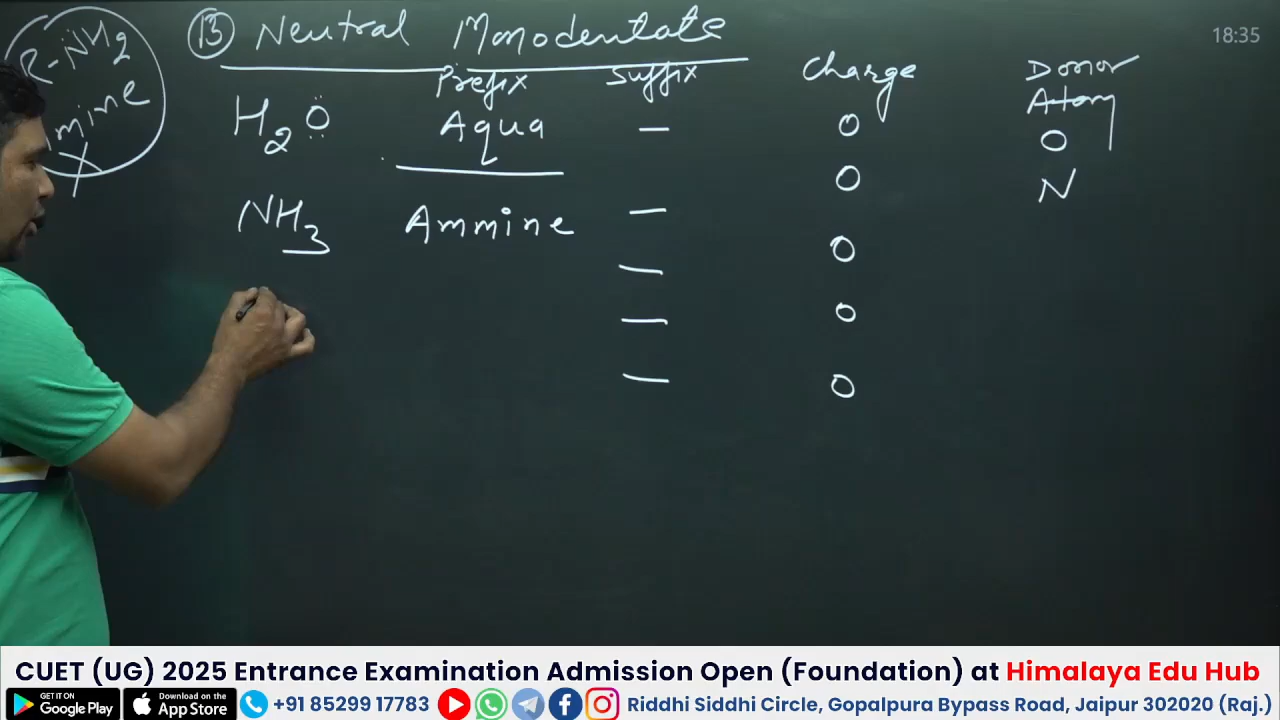 R-NH2
mine
X
13 Neutral Monodentate
Prefix Suffix Charge Donor Atom
H2O Aqua — 0 O
NH3 Ammine — 0 N
— 0
— 0
— 0
18:35
CUET (UG) 2025 Entrance Examination Admission Open (Foundation) at Himalaya Edu Hub
GET IT ON Google Play Download on the App Store +91 85299 17783 Riddhi Siddhi Circle, Gopalpura Bypass Road, Jaipur 302020 (Raj.)